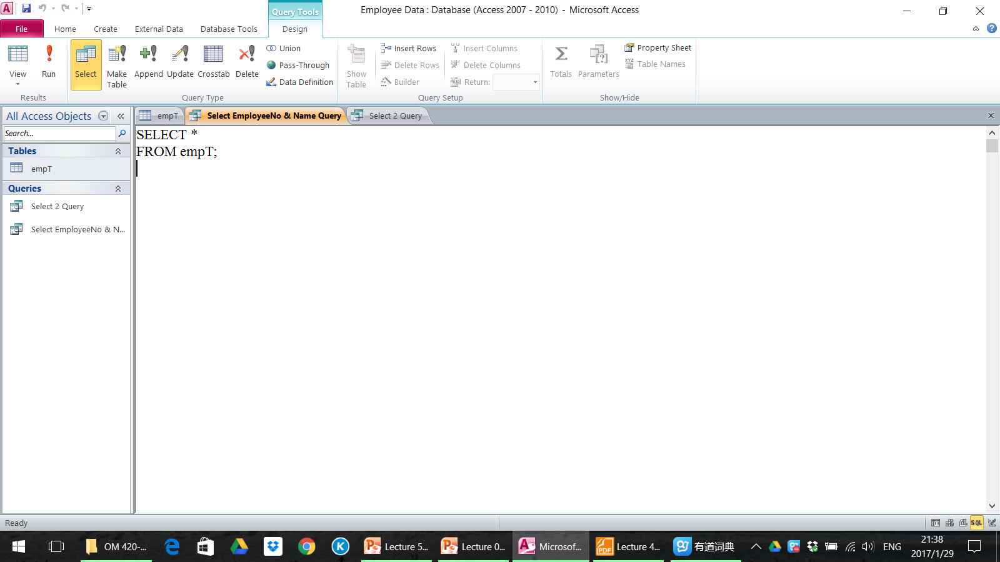 Query Tools
Employee Data : Database (Access 2007 - 2010) - Microsoft Access
File
Home
Create
External Data
Database Tools
Design
View
Run
Results
Select
Make
Table
Append
Update
Crosstab
Delete
Union
Pass-Through
Data Definition
Query Type
Show
Table
Insert Rows
Delete Rows
Builder
Insert Columns
Delete Columns
Return:
Query Setup
Totals
Parameters
Property Sheet
Table Names
Show/Hide
All Access Objects
Search...
Tables
empT
Queries
Select 2 Query
Select EmployeeNo & N...
empT
Select EmployeeNo & Name Query
Select 2 Query
SELECT *
FROM empT;
Ready
SQL
OM 420-...
Lecture 5...
Lecture 0...
Microsof...
PDF
Lecture 4...
有道词典
ENG
21:38
2017/1/29